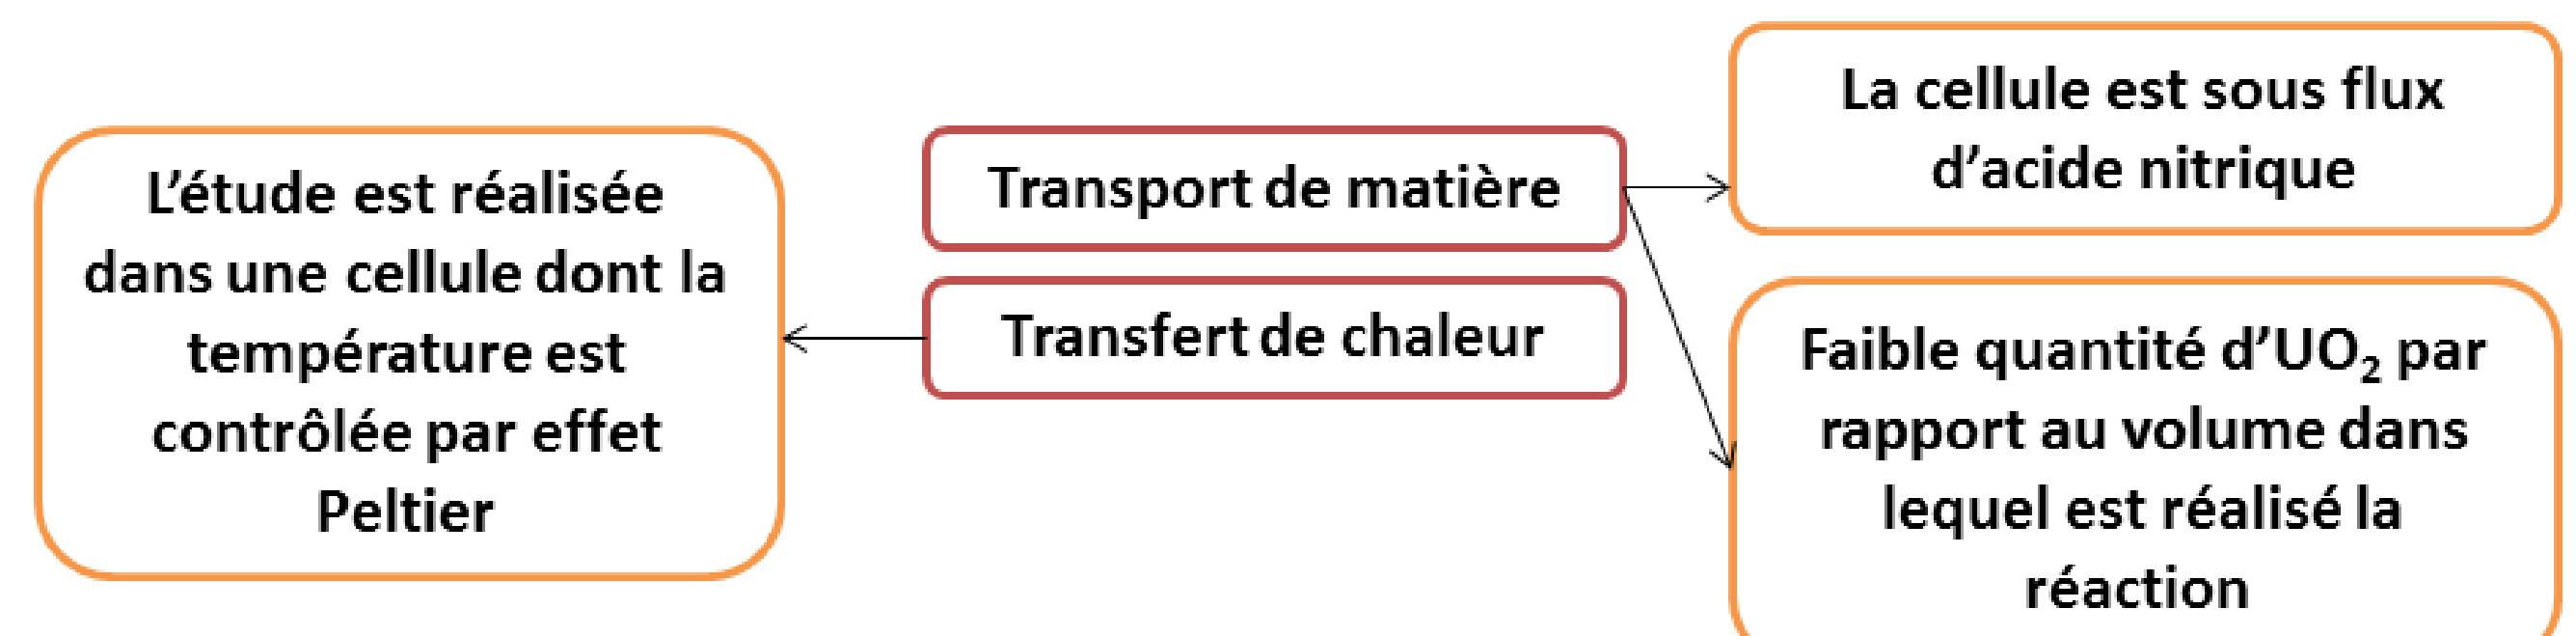 L’étude est réalisée
dans une cellule dont la
température est
contrôlée par effet
Peltier
Transport de matière
Transfert de chaleur
La cellule est sous flux
d’acide nitrique
Faible quantité d’UO₂ par
rapport au volume dans
lequel est réalisé la
réaction